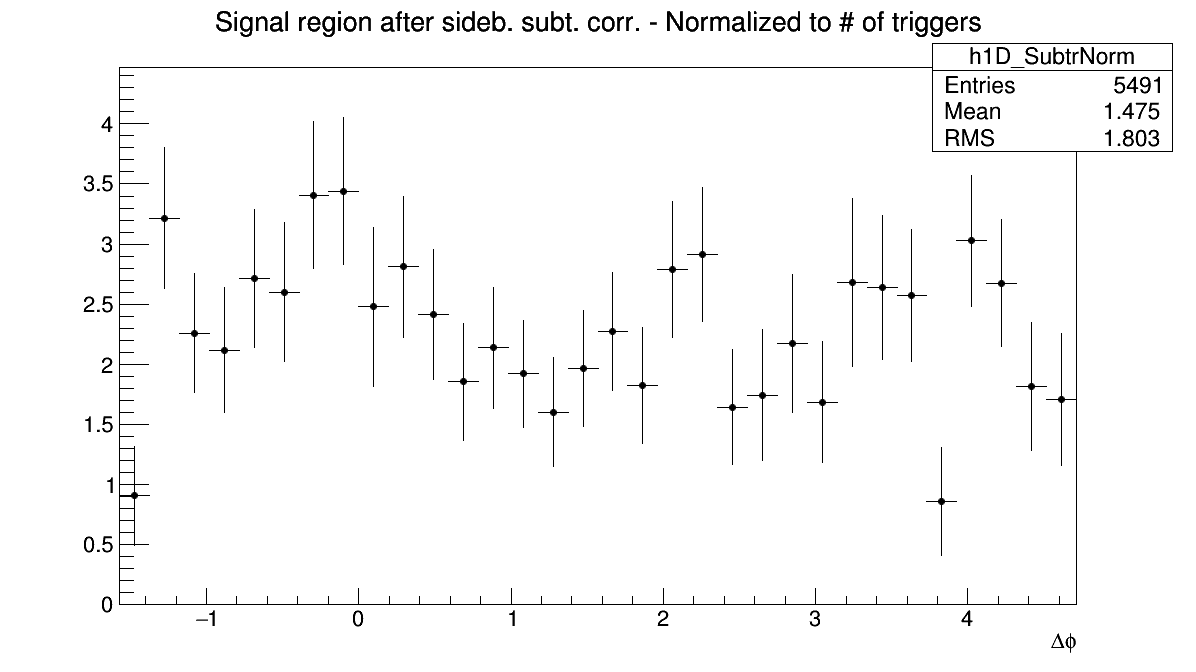 Signal region after sideb. subt. corr. - Normalized to # of triggers
h1D_SubtrNorm
Entries 5491
Mean 1.475
RMS 1.803
4
3.5
3
2.5
2
1.5
1
0.5
0
−1 0 1 2 3 4
Δϕ